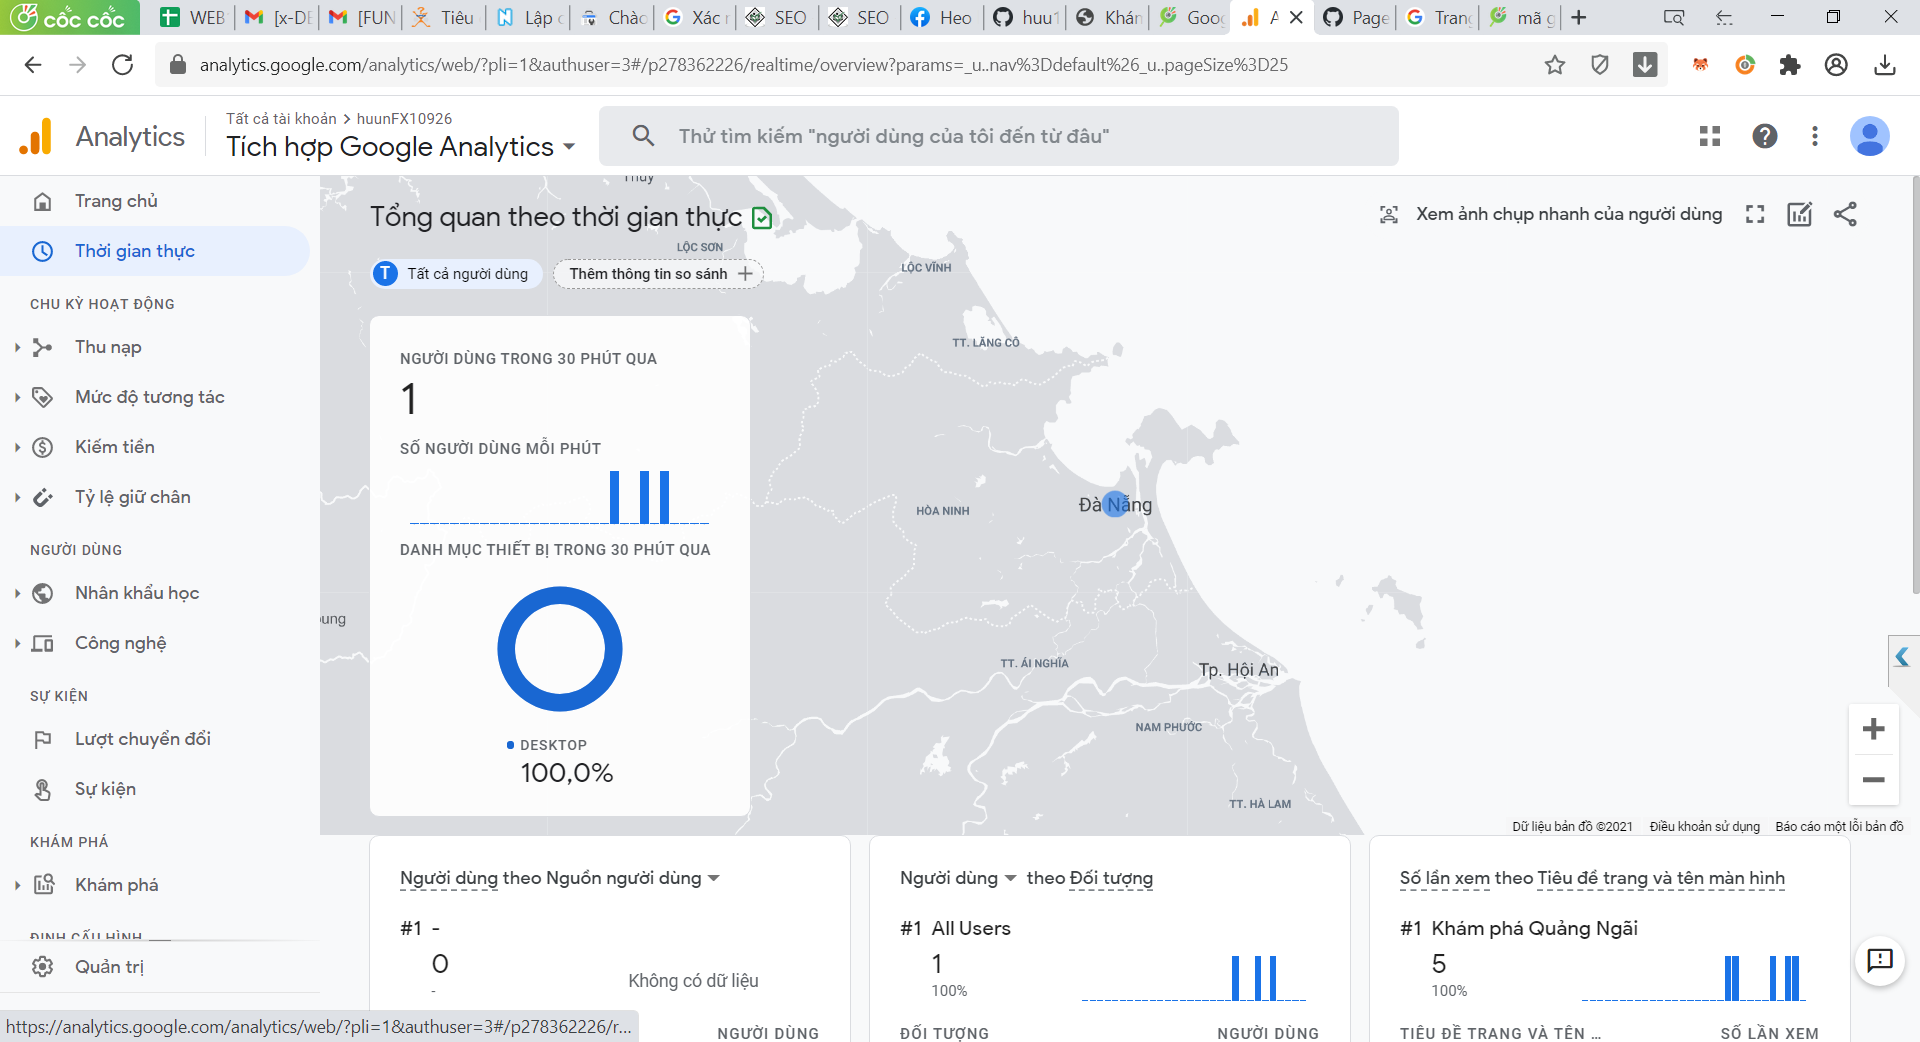 cốc cốc
WEB
[x-DE
[FUN
Tiêu
Lập c
Chào
Xác r
SEO
SEO
Heo
huu1
Khán
Goog
A
Page
Trang
mã g
analytics.google.com/analytics/web/?pli=1&authuser=3#/p278362226/realtime/overview?params=_u..nav%3Ddefault%26_u..pageSize%3D25
Analytics
Tất cả tài khoản > huunFX10926
Tích hợp Google Analytics
Thử tìm kiếm "người dùng của tôi đến từ đâu"
Trang chủ
Thời gian thực
CHU KỲ HOẠT ĐỘNG
Thu nạp
Mức độ tương tác
Kiếm tiền
Tỷ lệ giữ chân
NGƯỜI DÙNG
Nhân khẩu học
Công nghệ
SỰ KIỆN
Lượt chuyển đổi
Sự kiện
KHÁM PHÁ
Khám phá
ĐỊNH CẤU HÌNH
Quản trị
https://analytics.google.com/analytics/web/?pli=1&authuser=3#/p278362226/r...
Tổng quan theo thời gian thực
Xem ảnh chụp nhanh của người dùng
T Tất cả người dùng
Thêm thông tin so sánh +
NGƯỜI DÙNG TRONG 30 PHÚT QUA
1
SỐ NGƯỜI DÙNG MỖI PHÚT
DANH MỤC THIẾT BỊ TRONG 30 PHÚT QUA
DESKTOP
100,0%
Thủy
LỘC SƠN
LỘC VĨNH
TT. LĂNG CÔ
HÒA NINH
Đà Nẵng
ung
TT. ÁI NGHĨA
Tp. Hội An
NAM PHƯỚC
TT. HÀ LAM
Dữ liệu bản đồ ©2021
Điều khoản sử dụng
Báo cáo một lỗi bản đồ
Người dùng theo Nguồn người dùng
#1 -
0
-
Không có dữ liệu
NGƯỜI DÙNG
Người dùng theo Đối tượng
#1 All Users
1
100%
ĐỐI TƯỢNG
NGƯỜI DÙNG
Số lần xem theo Tiêu đề trang và tên màn hình
#1 Khám phá Quảng Ngãi
5
100%
TIÊU ĐỀ TRANG VÀ TÊN ...
SỐ LẦN XEM